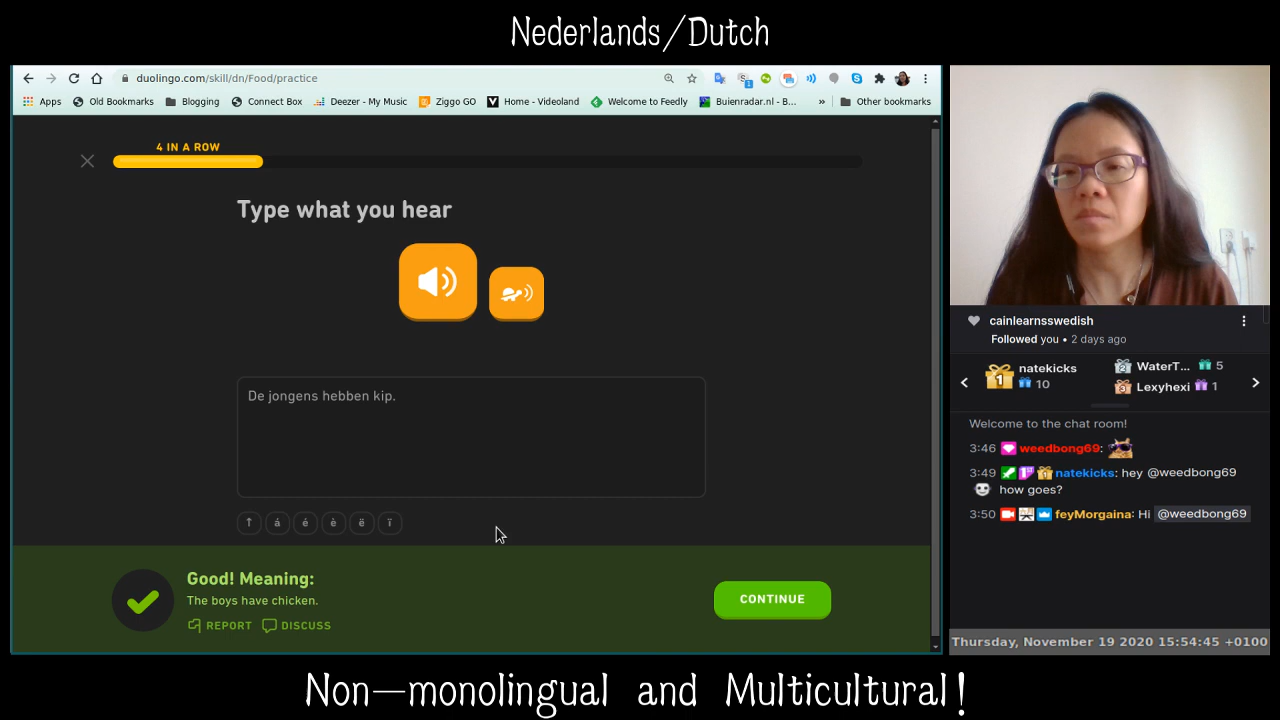 Nederlands/Dutch
duolingo.com/skill/dn/Food/practice
Apps Old Bookmarks Blogging Connect Box Deezer - My Music Ziggo GO Home - Videoland Welcome to Feedly Buienradar.nl - B... » Other bookmarks
4 IN A ROW
Type what you hear
De jongens hebben kip.
↑ á é è ë ï
Good! Meaning:
The boys have chicken.
REPORT DISCUSS
CONTINUE
cainlearnsswedish
Followed you • 2 days ago
1 natekicks 10
2 WaterT... 5
3 Lexyhexi 1
Welcome to the chat room!
3:46 weedbong69:
3:49 natekicks: hey @weedbong69
how goes?
3:50 feyMorgaina: Hi @weedbong69
Thursday, November 19 2020 15:54:45 +0100
Non-monolingual and Multicultural!